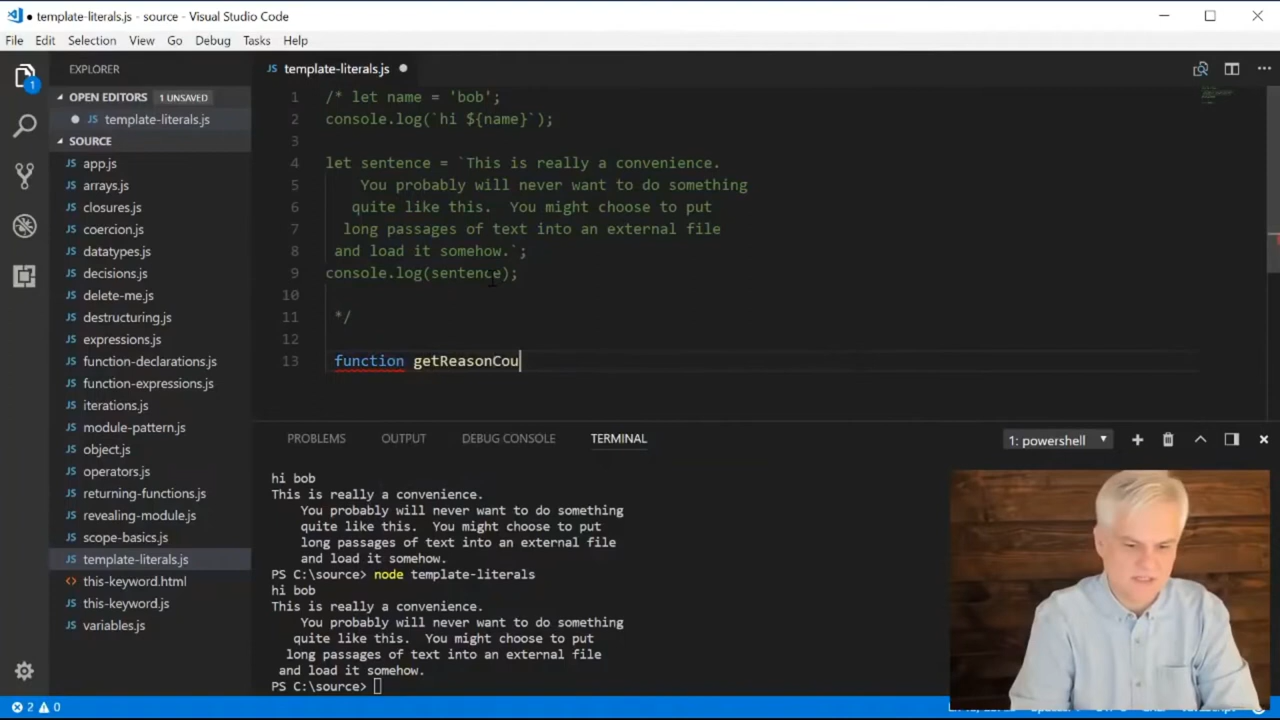 ● template-literals.js - source - Visual Studio Code
File Edit Selection View Go Debug Tasks Help
EXPLORER
OPEN EDITORS 1 UNSAVED
template-literals.js
SOURCE
app.js
arrays.js
closures.js
coercion.js
datatypes.js
decisions.js
delete-me.js
destructuring.js
expressions.js
function-declarations.js
function-expressions.js
iterations.js
module-pattern.js
object.js
operators.js
returning-functions.js
revealing-module.js
scope-basics.js
template-literals.js
this-keyword.html
this-keyword.js
variables.js
1
JS template-literals.js ●
1 /* let name = 'bob';
2 console.log(`hi ${name}`);
3
4 let sentence = `This is really a convenience.
5 You probably will never want to do something
6 quite like this.  You might choose to put
7 long passages of text into an external file
8 and load it somehow.`;
9 console.log(sentence);
10
11 */
12
13 function getReasonCou
PROBLEMS OUTPUT DEBUG CONSOLE TERMINAL 1: powershell
hi bob
This is really a convenience.
You probably will never want to do something
quite like this.  You might choose to put
long passages of text into an external file
and load it somehow.
PS C:\source> node template-literals
hi bob
This is really a convenience.
You probably will never want to do something
quite like this.  You might choose to put
long passages of text into an external file
and load it somehow.
PS C:\source>
2 0